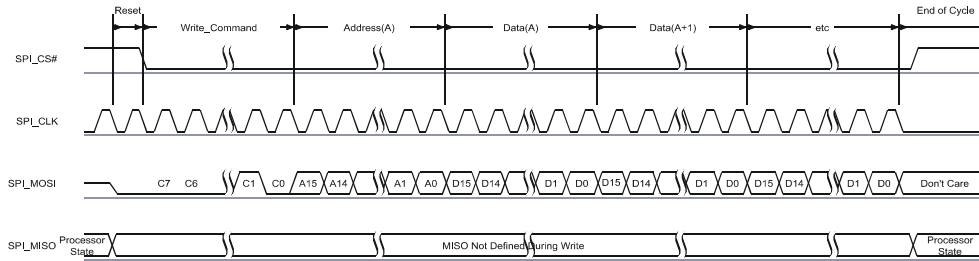 Reset
Write_Command Address(A) Data(A) Data(A+1) etc End of Cycle
SPI_CS#
SPI_CLK
SPI_MOSI C7 C6 C1 C0 A15 A14 A1 A0 D15 D14 D1 D0 D15 D14 D1 D0 D15 D14 D1 D0 Don't Care
SPI_MISO Processor State MISO Not Defined During Write Processor State